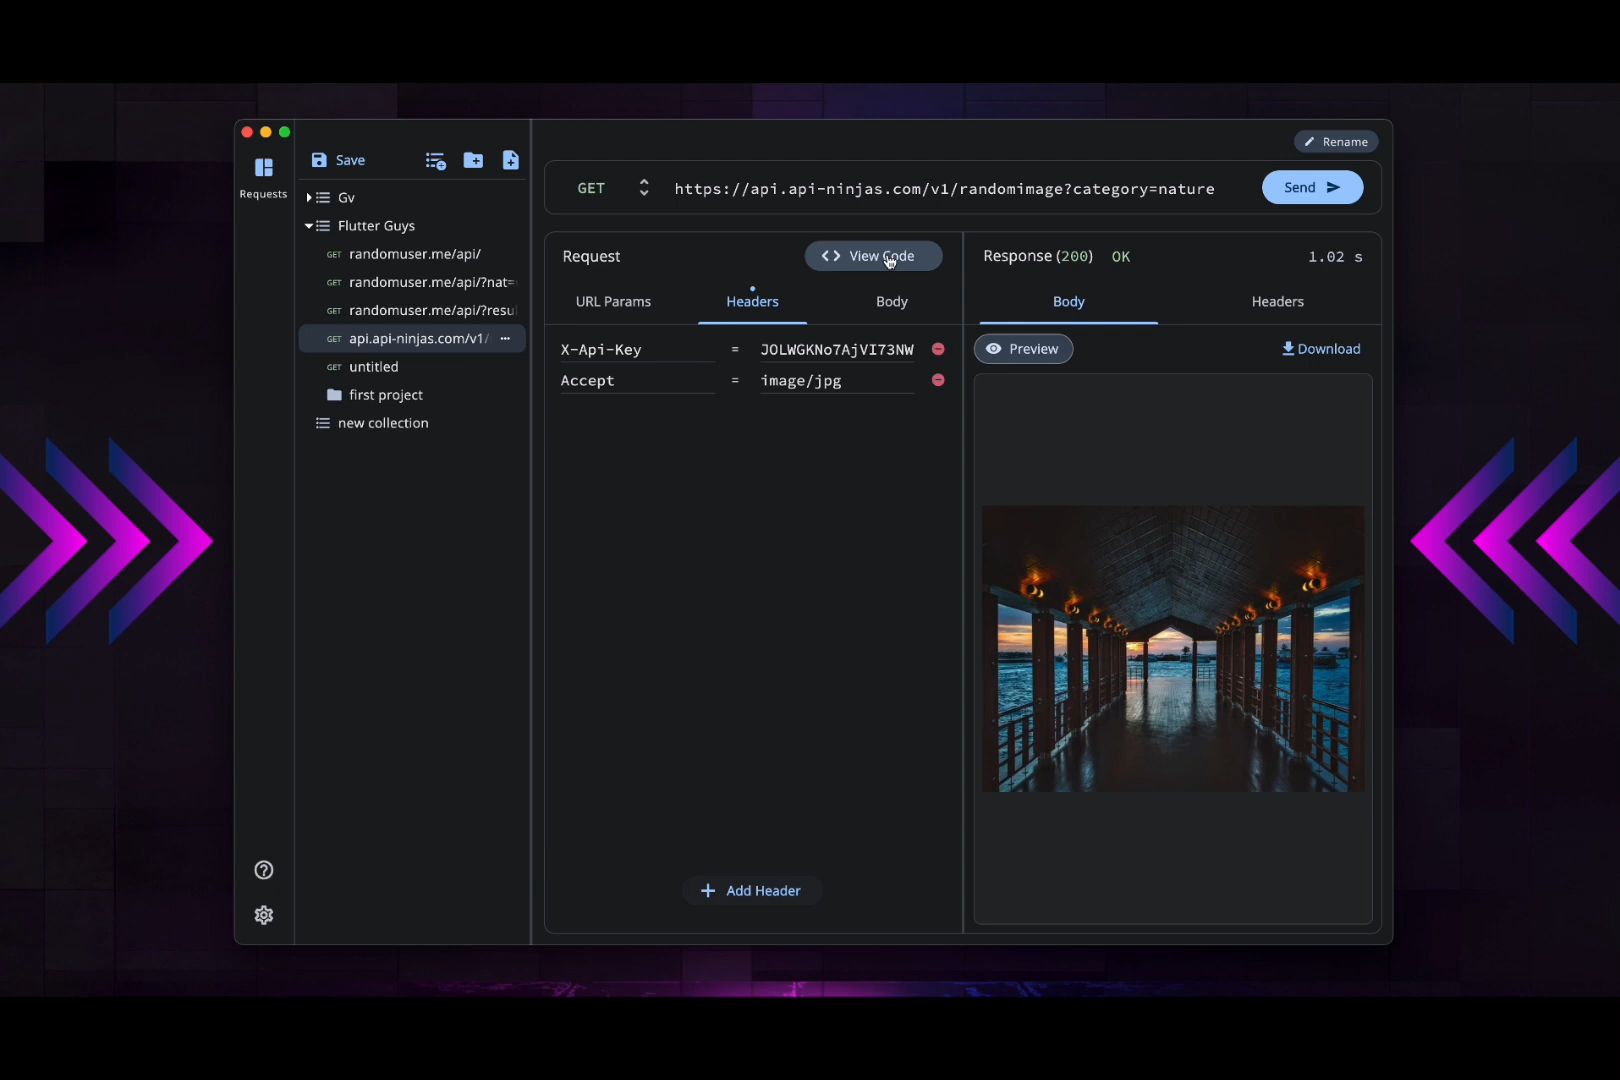 Rename
Save
Requests
GET https://api.api-ninjas.com/v1/randomimage?category=nature Send
Gv
Flutter Guys
GET randomuser.me/api/
GET randomuser.me/api/?nat=
GET randomuser.me/api/?resu
GET api.api-ninjas.com/v1/ ...
GET untitled
first project
new collection
Request
<> View Code
URL Params Headers Body
X-Api-Key = JOLWGKNo7AjVI73NW
Accept = image/jpg
+ Add Header
Response (200) OK 1.02 s
Body Headers
Preview Download